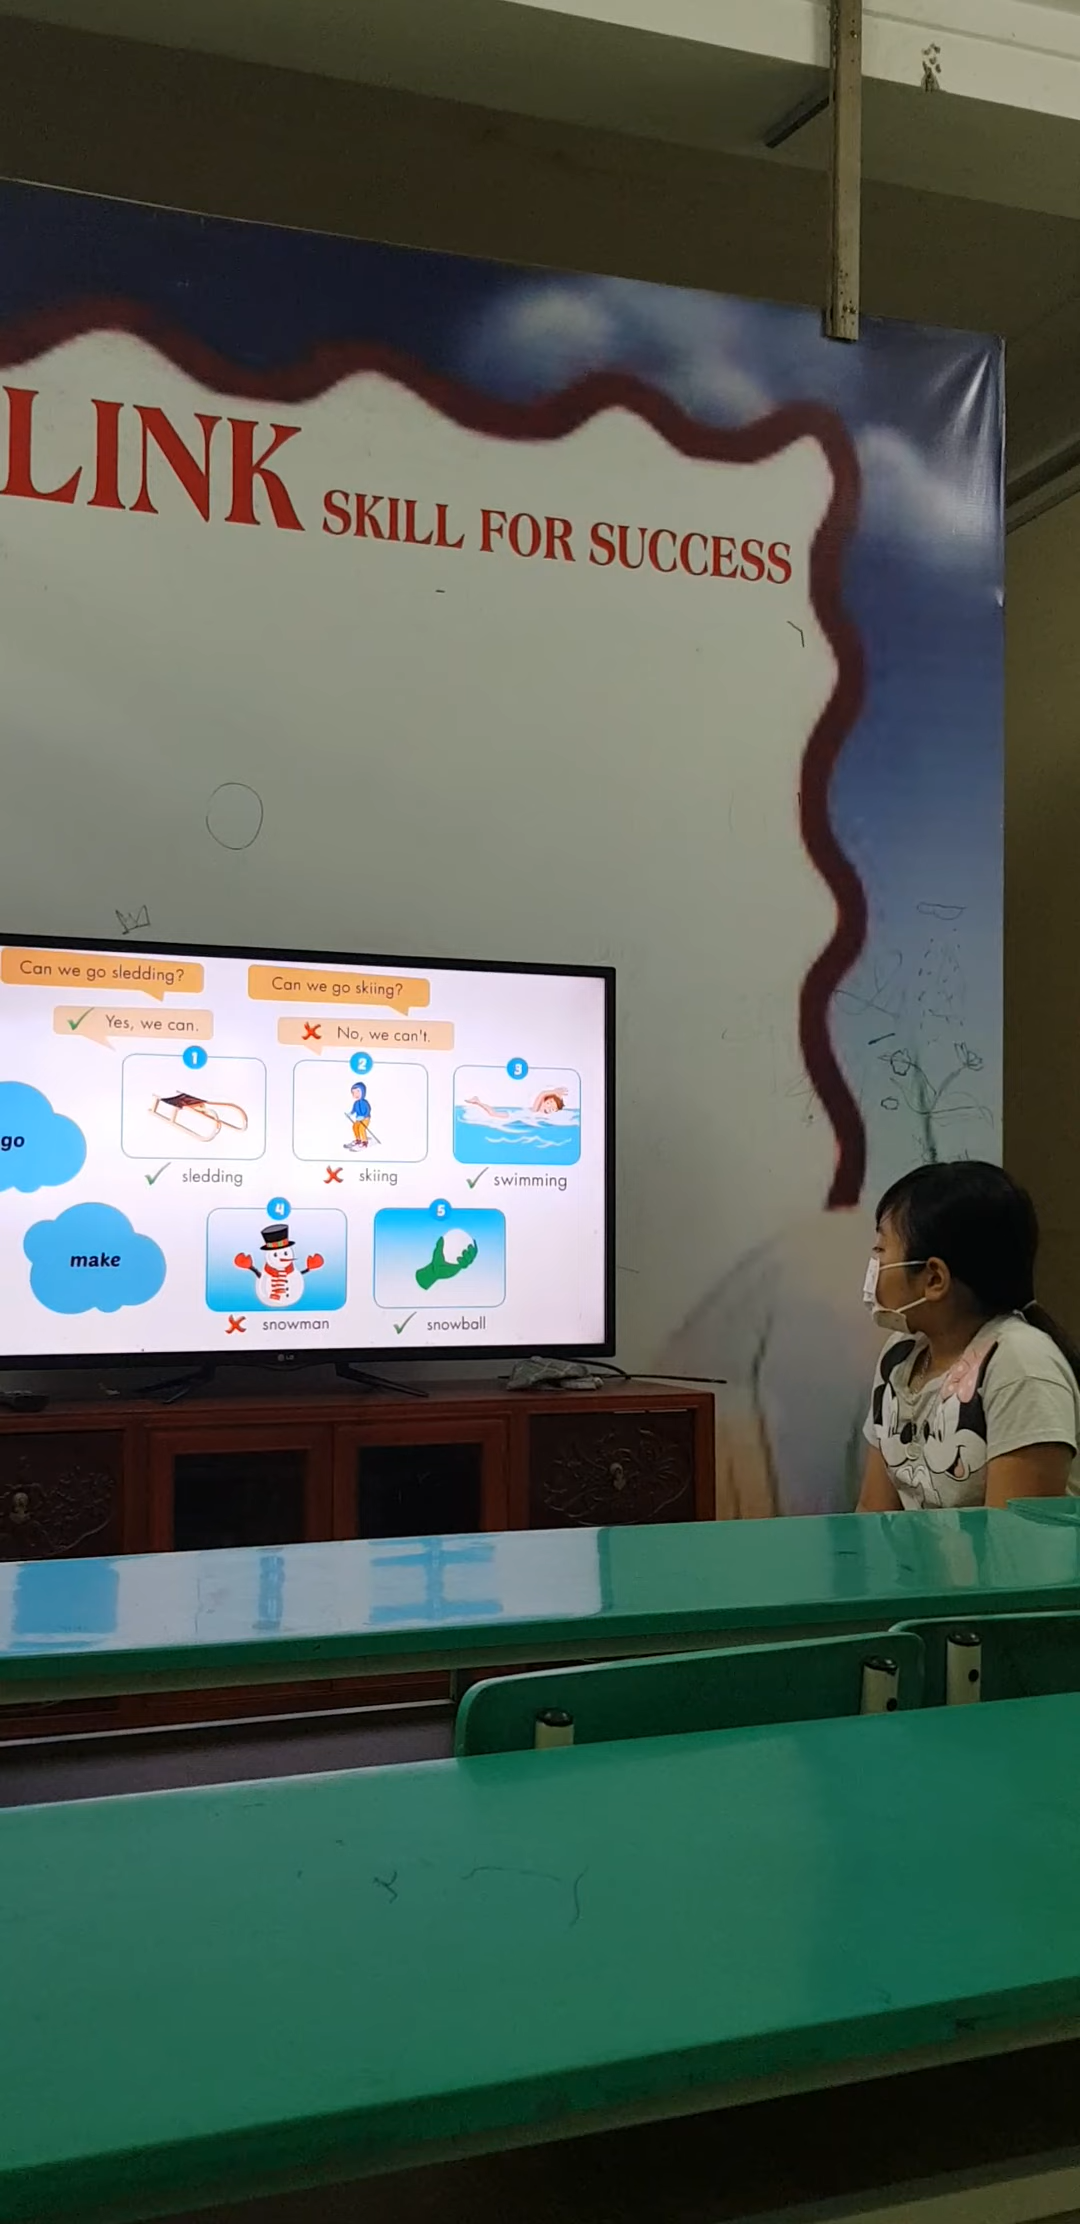 LINK SKILL FOR SUCCESS
Can we go sledding?
Can we go skiing?
Yes, we can.
No, we can't.
1
2
3
go
sledding
skiing
swimming
4
5
make
snowman
snowball
LG